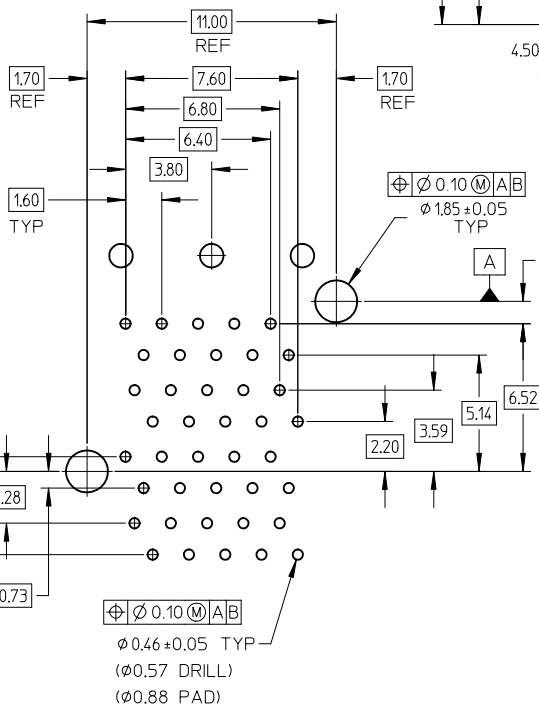 11.00
REF
4.50
1.70
REF
7.60
1.70
REF
6.80
6.40
3.80
1.60
TYP
⌖ Ø 0.10 Ⓜ A B
Ø 1.85 ±0.05
TYP
A
6.52
5.14
3.59
2.20
.28
0.73
⌖ Ø 0.10 Ⓜ A B
Ø 0.46 ±0.05 TYP
(Ø0.57 DRILL)
(Ø0.88 PAD)